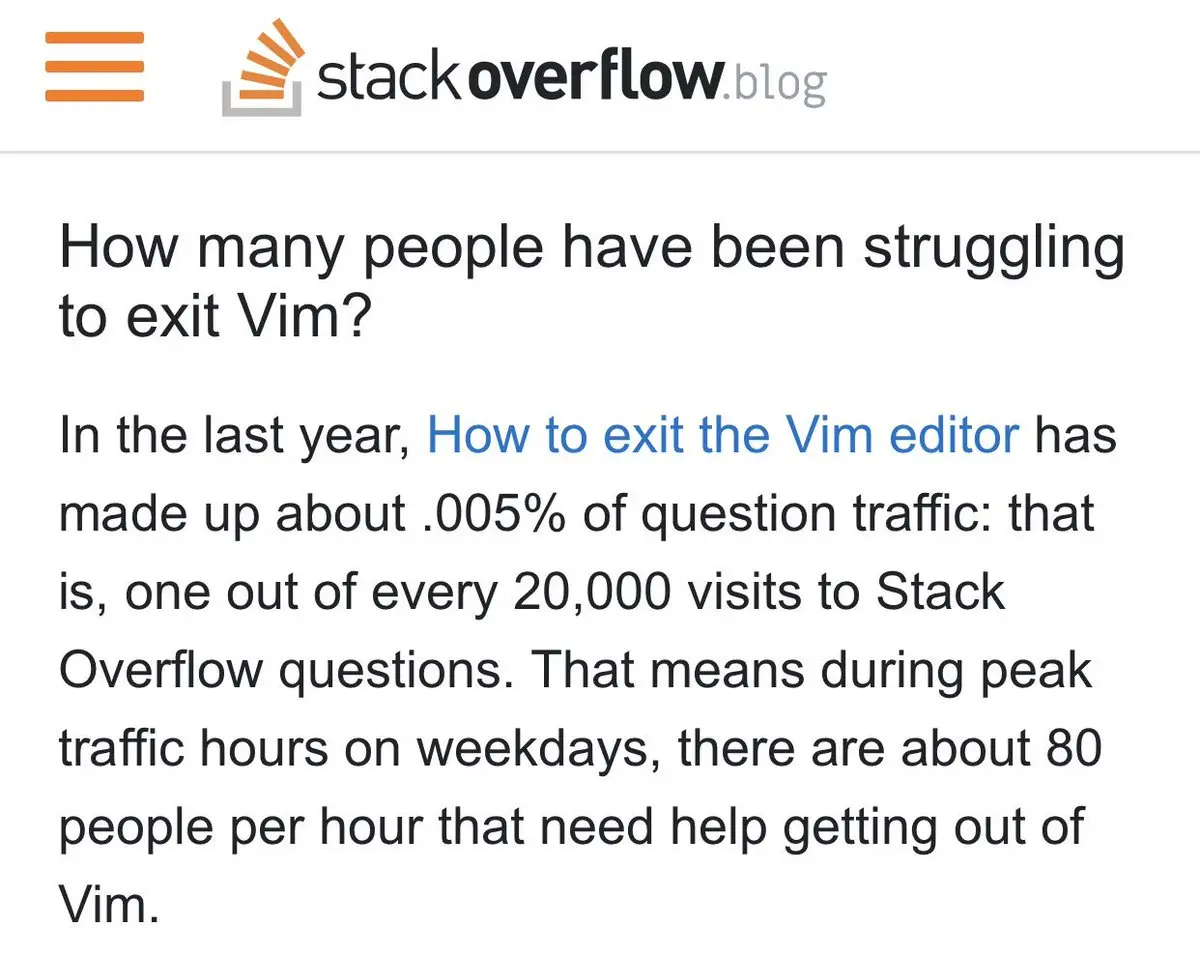 stackoverflow.blog
How many people have been struggling
to exit Vim?
In the last year, How to exit the Vim editor has
made up about .005% of question traffic: that
is, one out of every 20,000 visits to Stack
Overflow questions. That means during peak
traffic hours on weekdays, there are about 80
people per hour that need help getting out of
Vim.